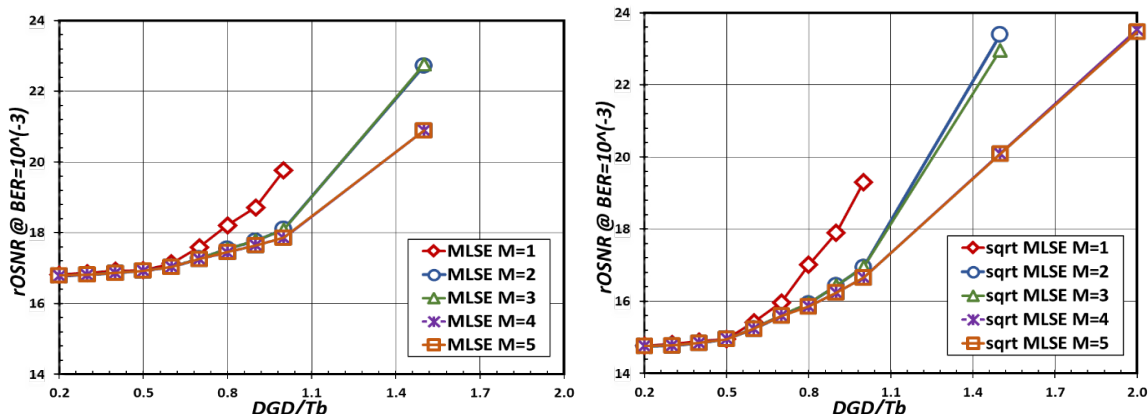 24
22
20
18
16
14
rOSNR @ BER=10^(-3)
0.2
0.5
0.8
1.1
1.4
1.7
2.0
DGD/Tb
MLSE M=1
MLSE M=2
MLSE M=3
MLSE M=4
MLSE M=5
24
22
20
18
16
14
rOSNR @ BER=10^(-3)
0.2
0.5
0.8
1.1
1.4
1.7
2.0
DGD/Tb
sqrt MLSE M=1
sqrt MLSE M=2
sqrt MLSE M=3
sqrt MLSE M=4
sqrt MLSE M=5